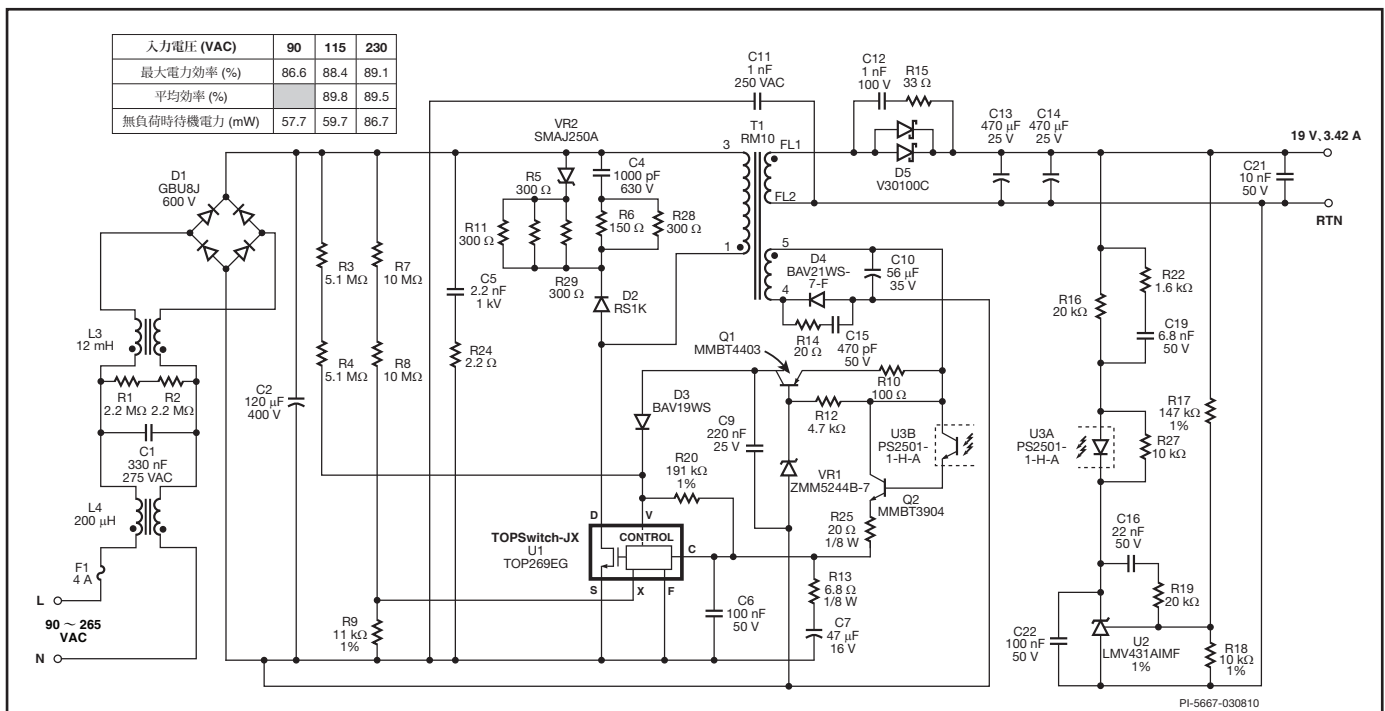 入力電圧 (VAC) 90 115 230
最大電力効率 (%) 86.6 88.4 89.1
平均効率 (%) 89.8 89.5
無負荷時待機電力 (mW) 57.7 59.7 86.7
D1
GBU8J
600 V
L3
12 mH
R1
2.2 MΩ
R2
2.2 MΩ
C1
330 nF
275 VAC
L4
200 μH
F1
4 A
L
90 ~ 265
VAC
N
C2
120 μF
400 V
R3
5.1 MΩ
R4
5.1 MΩ
R7
10 MΩ
R8
10 MΩ
R9
11 kΩ
1%
C5
2.2 nF
1 kV
R24
2.2 Ω
VR2
SMAJ250A
R5
300 Ω
R11
300 Ω
R29
300 Ω
C4
1000 pF
630 V
R6
150 Ω
R28
300 Ω
D2
RS1K
C11
1 nF
250 VAC
T1
RM10
3
1
FL1
FL2
5
4
C12
1 nF
100 V
R15
33 Ω
D5
V30100C
C13
470 μF
25 V
C14
470 μF
25 V
C21
10 nF
50 V
19 V、3.42 A
RTN
D4
BAV21WS-
7-F
C10
56 μF
35 V
R14
20 Ω
C15
470 pF
50 V
Q1
MMBT4403
R10
100 Ω
D3
BAV19WS
C9
220 nF
25 V
R12
4.7 kΩ
U3B
PS2501-
1-H-A
VR1
ZMM5244B-7
Q2
MMBT3904
R20
191 kΩ
1%
R25
20 Ω
1/8 W
TOPSwitch-JX
U1
TOP269EG
D
V
CONTROL
C
S
X
F
C6
100 nF
50 V
R13
6.8 Ω
1/8 W
C7
47 μF
16 V
R16
20 kΩ
R22
1.6 kΩ
C19
6.8 nF
50 V
R17
147 kΩ
1%
U3A
PS2501-
1-H-A
R27
10 kΩ
C16
22 nF
50 V
R19
20 kΩ
C22
100 nF
50 V
U2
LMV431AIMF
1%
R18
10 kΩ
1%
PI-5667-030810